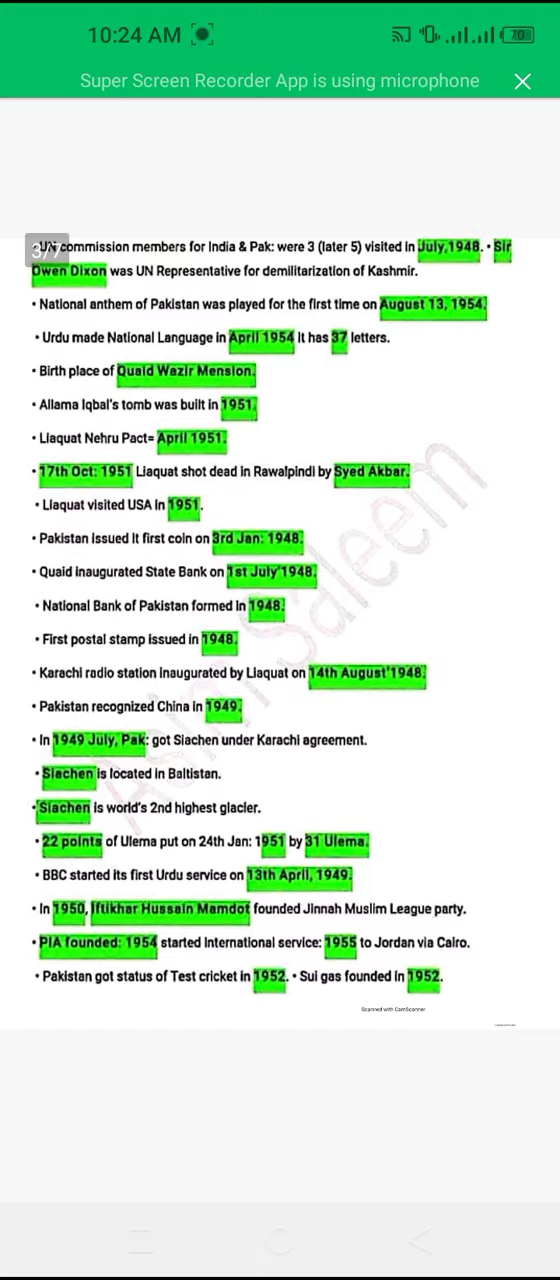 10:24 AM
70
Super Screen Recorder App is using microphone
3/7
UN commission members for India & Pak: were 3 (later 5) visited in July,1948. • Sir
Owen Dixon was UN Representative for demilitarization of Kashmir.
• National anthem of Pakistan was played for the first time on August 13, 1954.
• Urdu made National Language in April 1954 it has 37 letters.
• Birth place of Quaid Wazir Mension.
• Allama Iqbal's tomb was built in 1951.
• Liaquat Nehru Pact= April 1951.
• 17th Oct: 1951 Liaquat shot dead in Rawalpindi by Syed Akbar.
• Liaquat visited USA in 1951.
• Pakistan issued it first coin on 3rd Jan: 1948.
• Quaid inaugurated State Bank on 1st July'1948.
• National Bank of Pakistan formed in 1948.
• First postal stamp issued in 1948.
• Karachi radio station inaugurated by Liaquat on 14th August'1948.
• Pakistan recognized China in 1949.
• In 1949 July, Pak: got Siachen under Karachi agreement.
• Siachen is located in Baltistan.
• Siachen is world's 2nd highest glacier.
• 22 points of Ulema put on 24th Jan: 1951 by 31 Ulema.
• BBC started its first Urdu service on 13th April, 1949.
• In 1950, Iftikhar Hussain Mamdot founded Jinnah Muslim League party.
• PIA founded: 1954 started international service: 1955 to Jordan via Cairo.
• Pakistan got status of Test cricket in 1952. • Sui gas founded in 1952.
Asim Saleem
Scanned with CamScanner